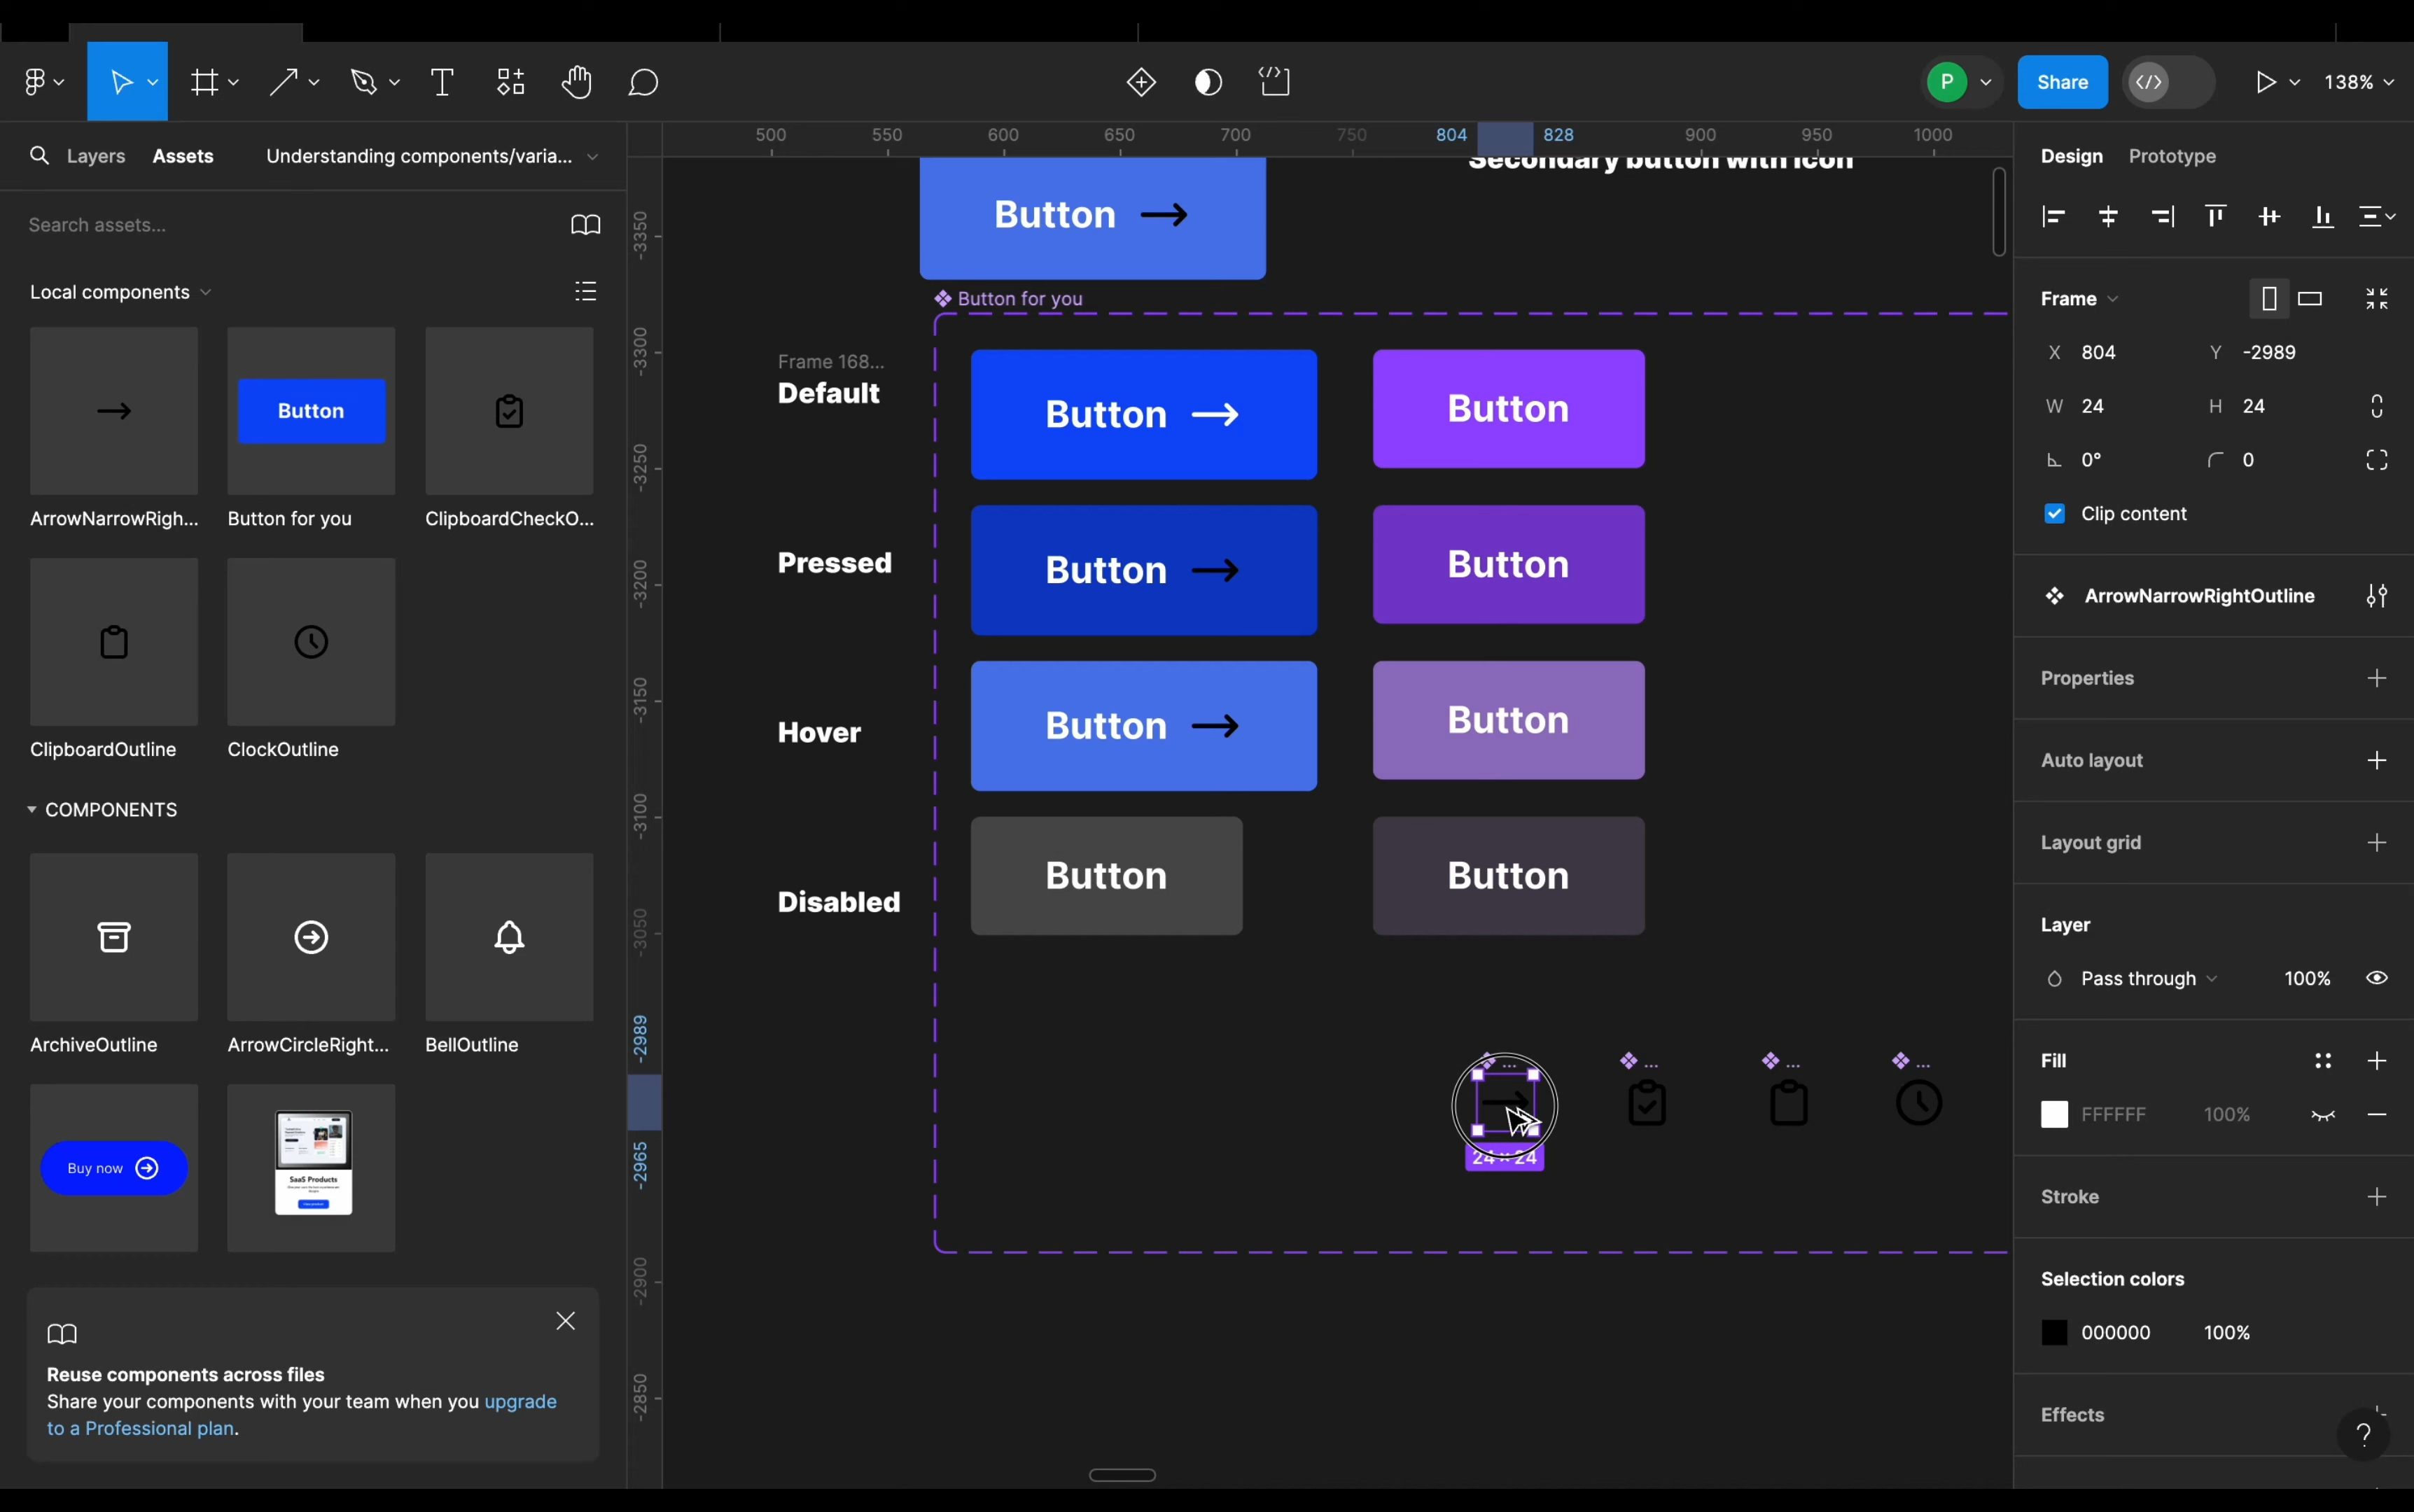 P
Share
138%
Layers
Assets
Understanding components/varia...
Search assets...
Local components
ArrowNarrowRigh...
Button
Button for you
ClipboardCheckO...
ClipboardOutline
ClockOutline
COMPONENTS
ArchiveOutline
ArrowCircleRight...
BellOutline
Buy now
SaaS Products
Reuse components across files
Share your components with your team when you upgrade
to a Professional plan.
500
550
600
650
700
750
804
828
900
950
1000
-3350
-3300
-3250
-3200
-3150
-3100
-3050
-2989
-2965
-2900
-2850
Secondary button with icon
Button
Button for you
Frame 168...
Default
Button
Button
Pressed
Button
Button
Hover
Button
Button
Disabled
Button
Button
...
...
...
...
24 × 24
Design
Prototype
Frame
X 804
Y -2989
W 24
H 24
0°
0
Clip content
ArrowNarrowRightOutline
Properties
Auto layout
Layout grid
Layer
Pass through
100%
Fill
FFFFFF
100%
Stroke
Selection colors
000000
100%
Effects
?